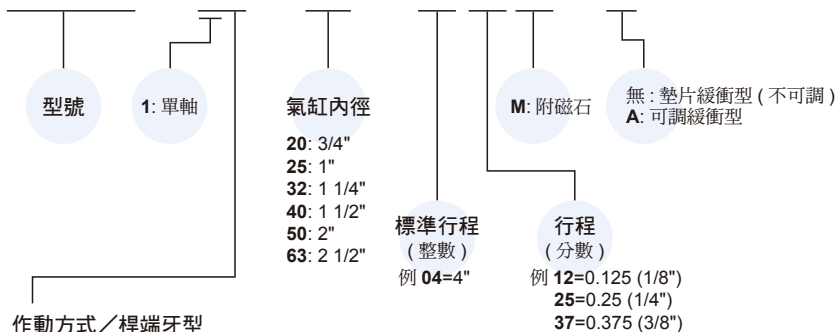 型號
1: 單軸
氣缸內徑
20: 3/4"
25: 1"
32: 1 1/4"
40: 1 1/2"
50: 2"
63: 2 1/2"
M: 附磁石
無 : 墊片緩衝型 ( 不可調 )
A: 可調緩衝型
標準行程
( 整數 )
例 04=4"
行程
( 分數 )
例 12=0.125 (1/8")
25=0.25 (1/4")
37=0.375 (3/8")
作動方式／桿端牙型